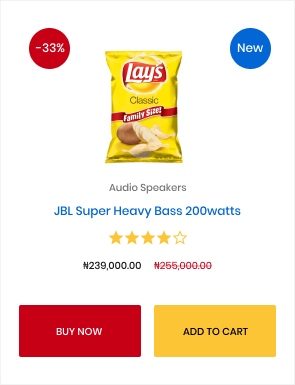 -33%
New
Lay's
Classic
Family Size!
Audio Speakers
JBL Super Heavy Bass 200watts
₦239,000.00 ₦255,000.00
BUY NOW ADD TO CART